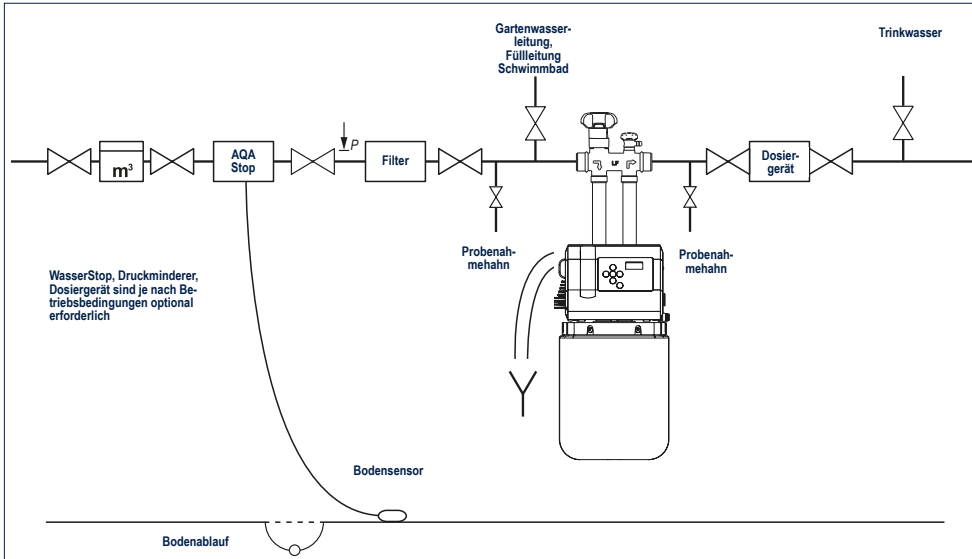 Gartenwasser-
leitung,
Füllleitung
Schwimmbad
Trinkwasser
m³
AQA
Stop
P
Filter
LF
Dosier-
gerät
Probenah-
mehahn
Probenah-
mehahn
WasserStop, Druckminderer,
Dosiergerät sind je nach Be-
triebsbedingungen optional
erforderlich
Bodensensor
Bodenablauf